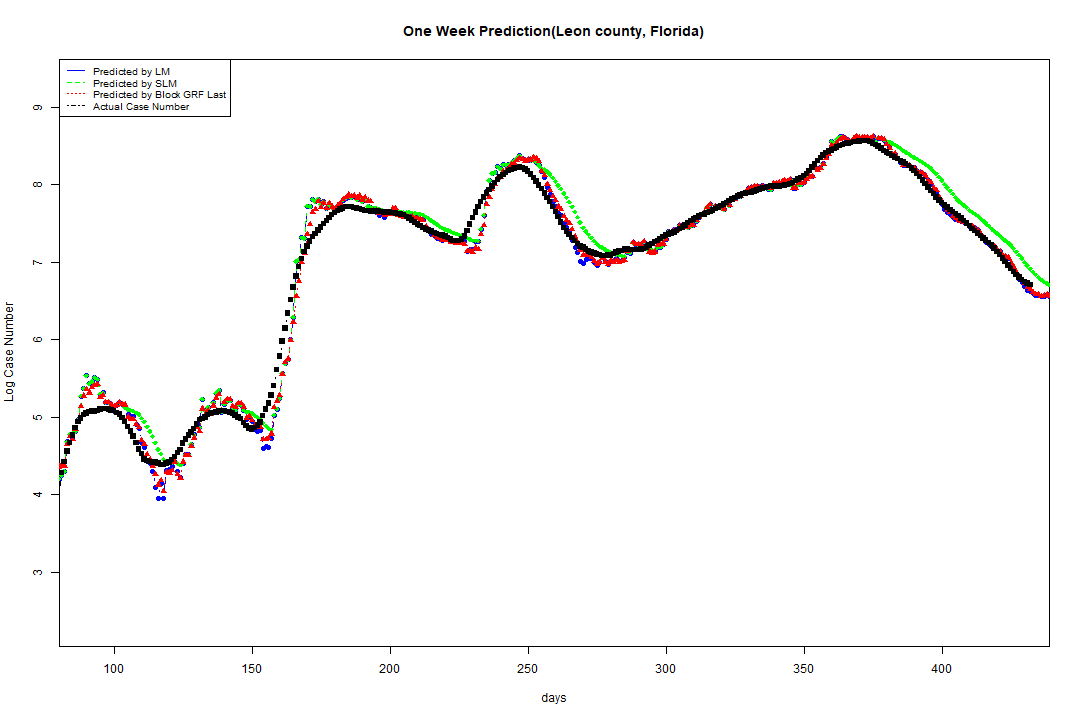 One Week Prediction(Leon county, Florida)
Predicted by LM
Predicted by SLM
Predicted by Block GRF Last
Actual Case Number
9
8
7
6
5
4
3
Log Case Number
100 150 200 250 300 350 400
days